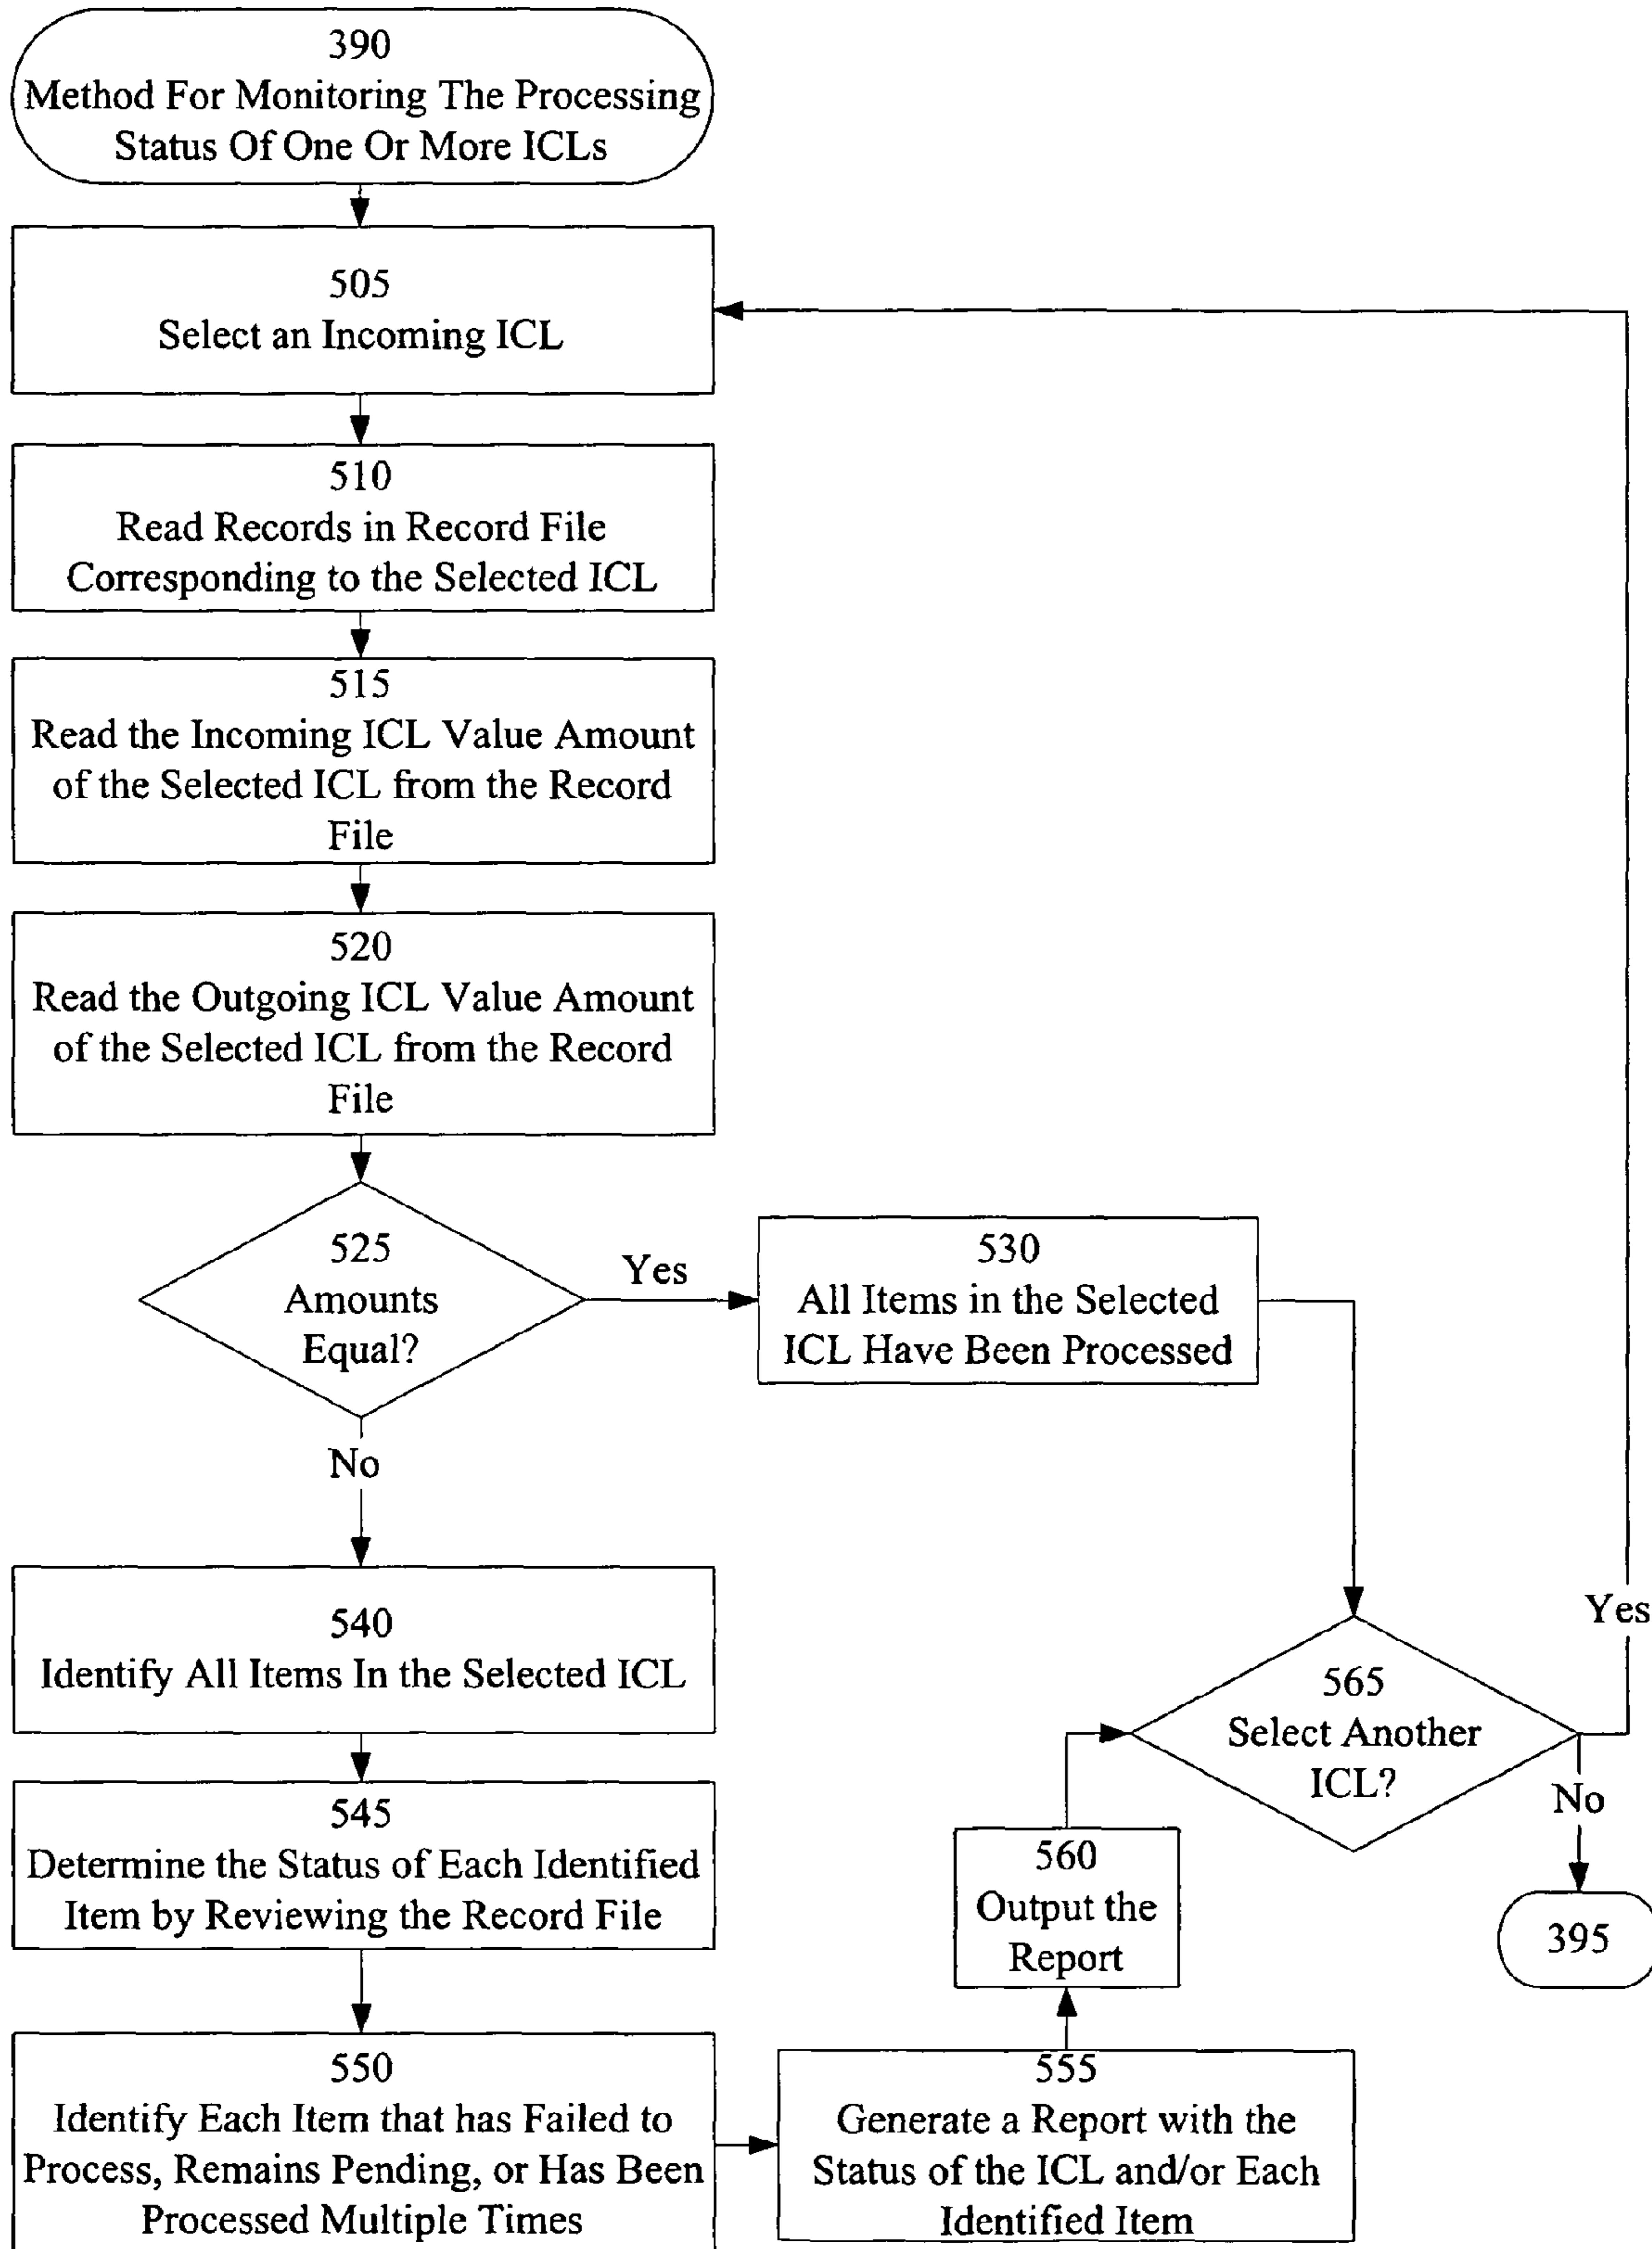 390
Method For Monitoring The Processing
Status Of One Or More ICLs
505
Select an Incoming ICL
510
Read Records in Record File
Corresponding to the Selected ICL
515
Read the Incoming ICL Value Amount
of the Selected ICL from the Record
File
520
Read the Outgoing ICL Value Amount
of the Selected ICL from the Record
File
525
Amounts
Equal?
Yes
530
All Items in the Selected
ICL Have Been Processed
No
540
Identify All Items In the Selected ICL
545
Determine the Status of Each Identified
Item by Reviewing the Record File
550
Identify Each Item that has Failed to
Process, Remains Pending, or Has Been
Processed Multiple Times
555
Generate a Report with the
Status of the ICL and/or Each
Identified Item
560
Output the
Report
565
Select Another
ICL?
Yes
No
395